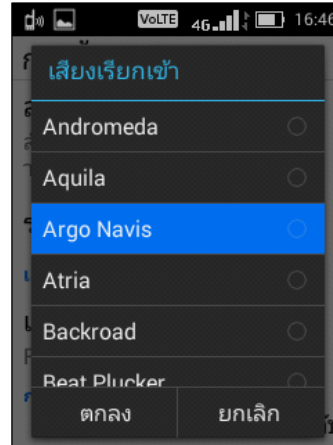 VoLTE 4G 16:46
เสียงเรียกเข้า
Andromeda
Aquila
Argo Navis
Atria
Backroad
Beat Plucker
ตกลง ยกเลิก